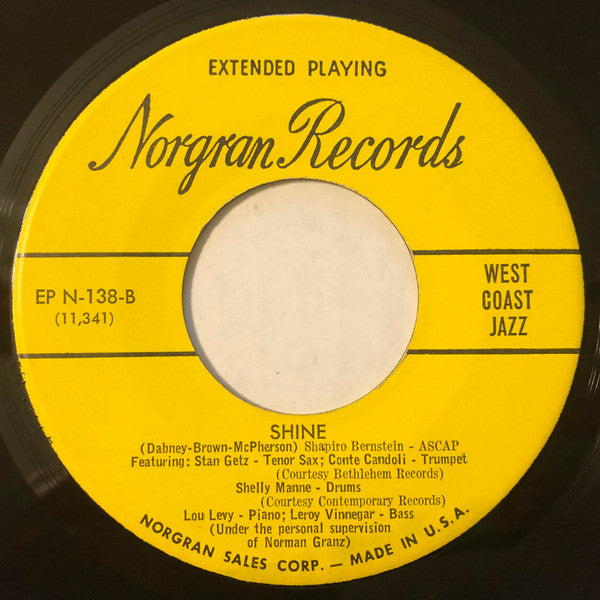 EXTENDED PLAYING
Norgran Records
EP N-138-B
(11,341)
WEST
COAST
JAZZ
SHINE
(Dabney-Brown-McPherson) Shapiro Bernstein - ASCAP
Featuring: Stan Getz - Tenor Sax; Conte Candoli - Trumpet
(Courtesy Bethlehem Records)
Shelly Manne - Drums
(Courtesy Contemporary Records)
Lou Levy - Piano; Leroy Vinnegar - Bass
(Under the personal supervision
of Norman Granz)
NORGRAN SALES CORP. — MADE IN U.S.A.